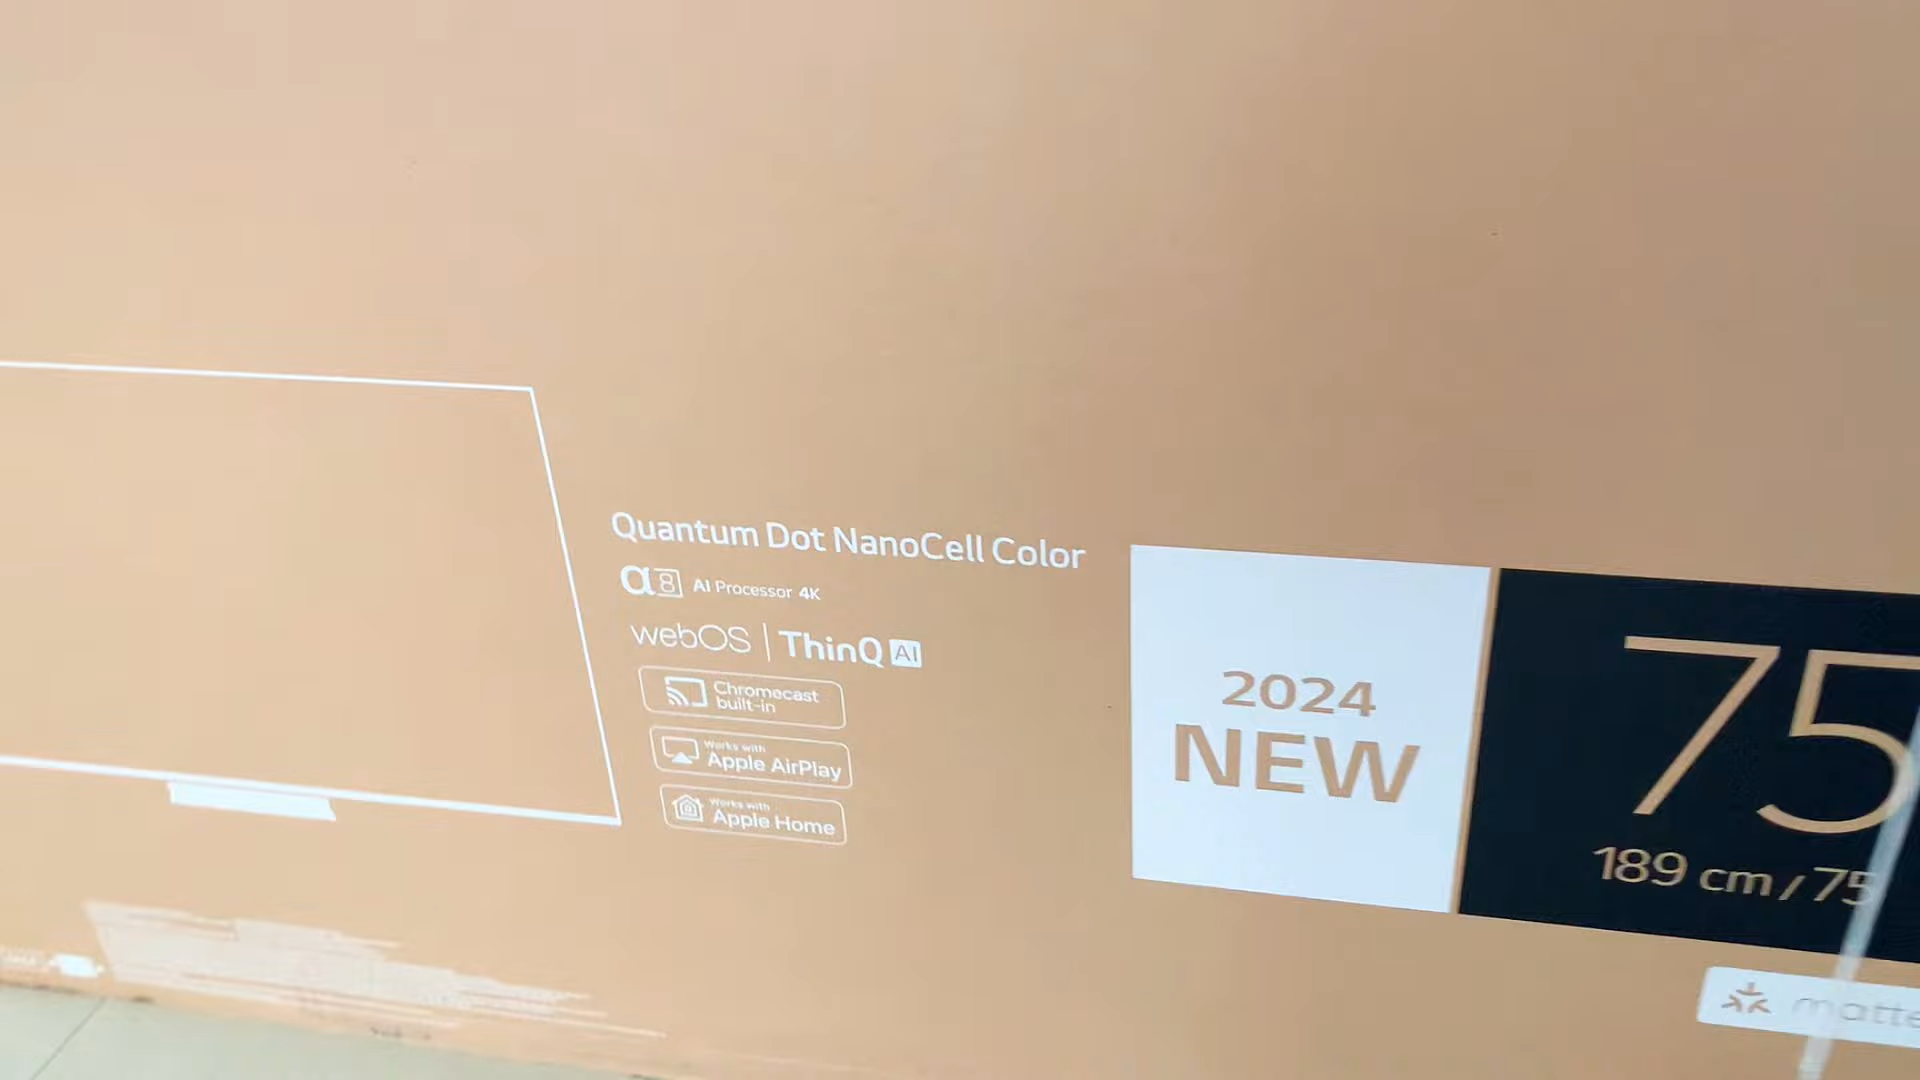 Quantum Dot NanoCell Color
α8 AI Processor 4K
webOS | ThinQ AI
Chromecast
built-in
Works with
Apple AirPlay
Works with
Apple Home
2024
NEW
75
189 cm / 75
matte